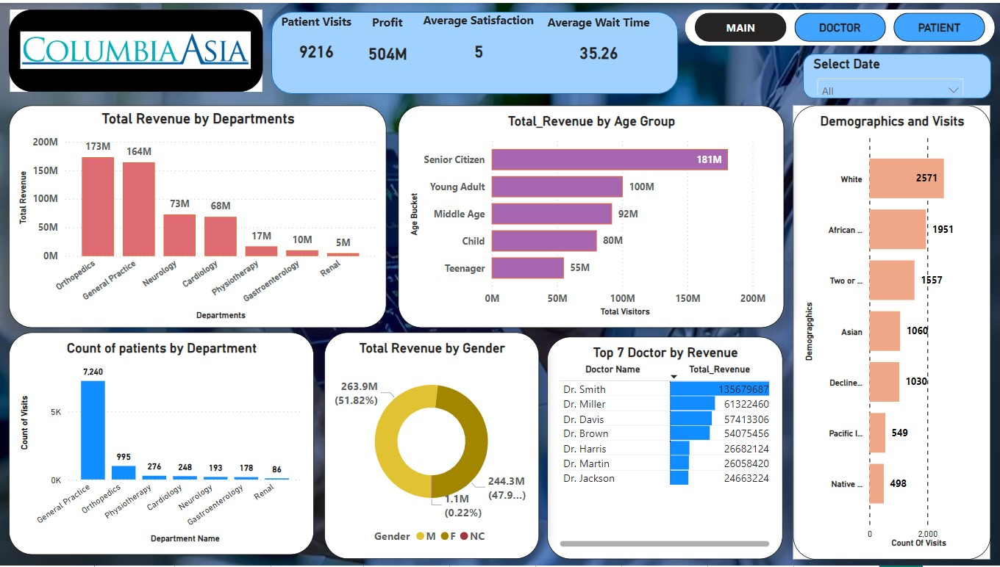 COLUMBIAASIA
Patient Visits
9216
Profit
504M
Average Satisfaction
5
Average Wait Time
35.26
MAIN
DOCTOR
PATIENT
Select Date
All
Total Revenue by Departments
Total Revenue
200M
150M
100M
50M
0M
173M
164M
73M
68M
17M
10M
5M
Orthopedics
General Practice
Neurology
Cardiology
Physiotherapy
Gastroenterology
Renal
Departments
Total_Revenue by Age Group
Age Bucket
Senior Citizen
181M
Young Adult
100M
Middle Age
92M
Child
80M
Teenager
55M
0M
50M
100M
150M
200M
Total Visitors
Demographics and Visits
Demograpghics
White
2571
African ...
1951
Two or ...
1557
Asian
1060
Decline...
1030
Pacific I...
549
Native ...
498
0
2,000
Count Of Visits
Count of patients by Department
Count of Visits
5K
0K
7,240
995
276
248
193
178
86
General Practice
Orthopedics
Physiotherapy
Cardiology
Neurology
Gastroenterology
Renal
Department Name
Total Revenue by Gender
263.9M
(51.82%)
244.3M
(47.9...)
1.1M
(0.22%)
Gender M F NC
Top 7 Doctor by Revenue
Doctor Name Total_Revenue
Dr. Smith 135679687
Dr. Miller 61322460
Dr. Davis 57413306
Dr. Brown 54075456
Dr. Harris 26682124
Dr. Martin 26058420
Dr. Jackson 24663224